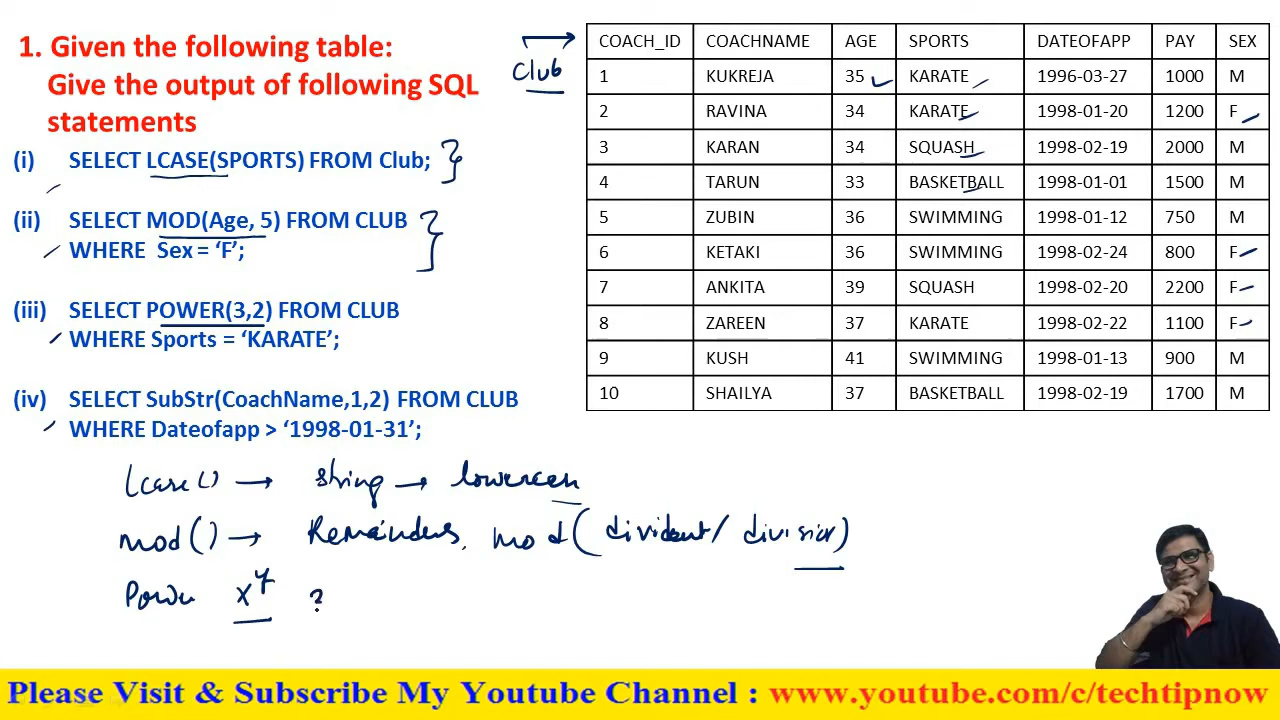 1. Given the following table:
Give the output of following SQL
statements
(i) SELECT LCASE(SPORTS) FROM Club;
(ii) SELECT MOD(Age, 5) FROM CLUB
WHERE Sex = ‘F’;
(iii) SELECT POWER(3,2) FROM CLUB
WHERE Sports = ‘KARATE’;
(iv) SELECT SubStr(CoachName,1,2) FROM CLUB
WHERE Dateofapp > ‘1998-01-31’;
Club
COACH_ID COACHNAME AGE SPORTS DATEOFAPP PAY SEX
1 KUKREJA 35 KARATE 1996-03-27 1000 M
2 RAVINA 34 KARATE 1998-01-20 1200 F
3 KARAN 34 SQUASH 1998-02-19 2000 M
4 TARUN 33 BASKETBALL 1998-01-01 1500 M
5 ZUBIN 36 SWIMMING 1998-01-12 750 M
6 KETAKI 36 SWIMMING 1998-02-24 800 F
7 ANKITA 39 SQUASH 1998-02-20 2200 F
8 ZAREEN 37 KARATE 1998-02-22 1100 F
9 KUSH 41 SWIMMING 1998-01-13 900 M
10 SHAILYA 37 BASKETBALL 1998-02-19 1700 M
lcase() → string →
mod() → mod(divident/
Power x^y
Please Visit & Subscribe My Youtube Channel : www.youtube.com/c/techtipnow